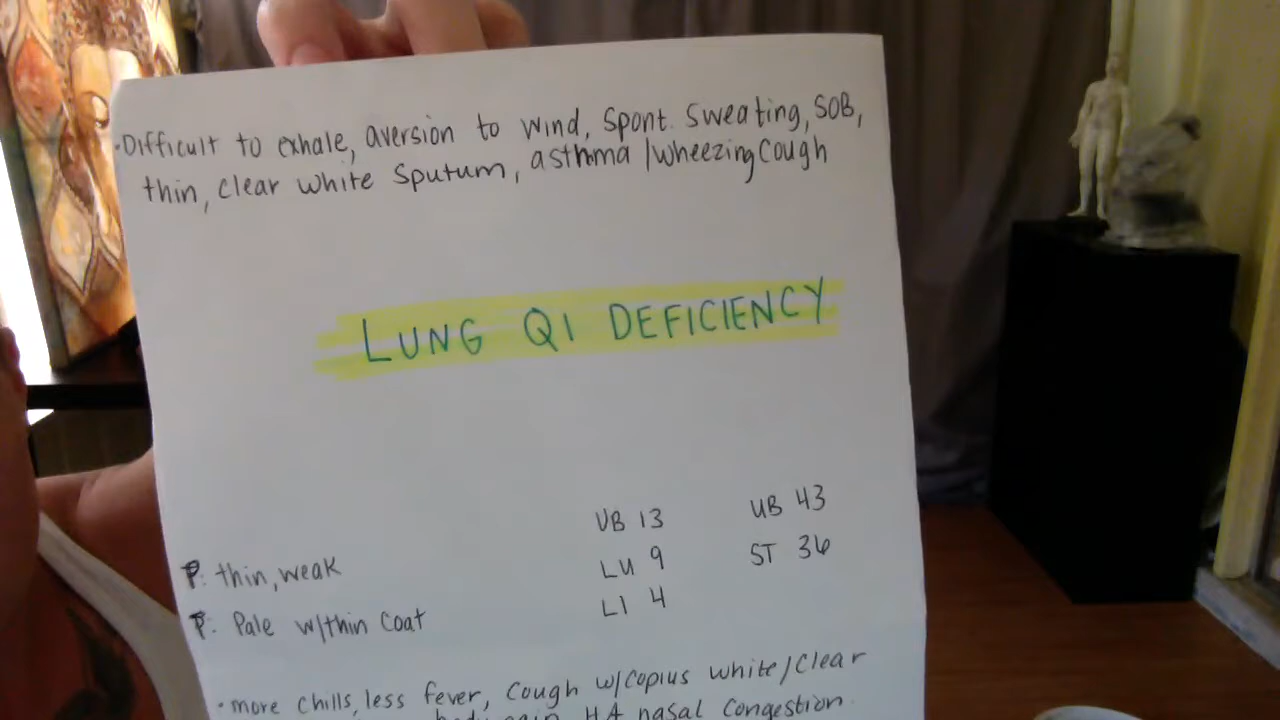 • Difficult to exhale, aversion to wind, Spont. Sweating, SOB,
thin, clear white sputum, asthma /wheezing cough
LUNG QI DEFICIENCY
UB 13 UB 43
P: thin, weak LU 9 ST 36
P: Pale w/thin coat LI 4
• more chills, less fever, cough w/copius white/clear
body pain, HA nasal congestion.